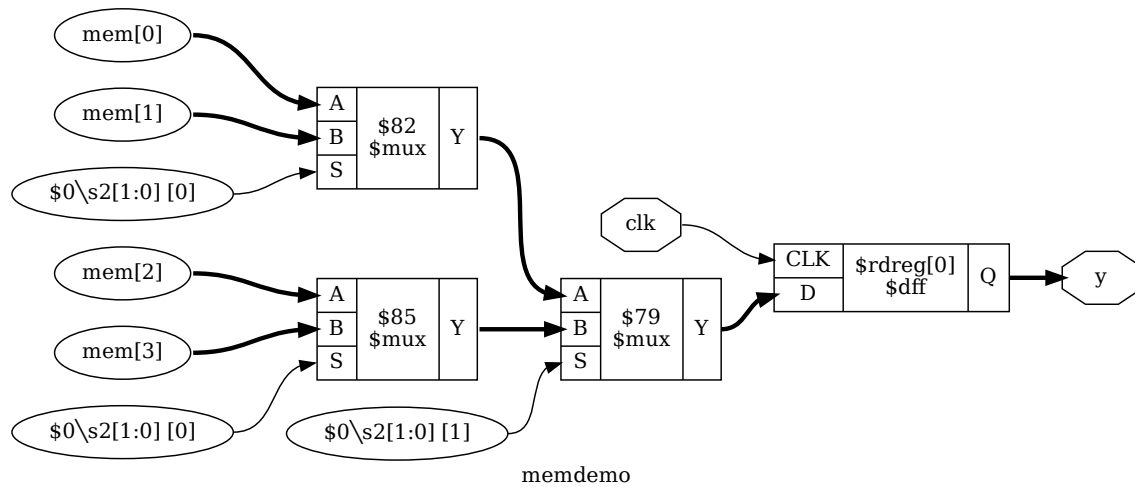 mem[0]
mem[1]
$0\s2[1:0] [0]
A
B
S
$82
$mux
Y
mem[2]
mem[3]
$0\s2[1:0] [0]
A
B
S
$85
$mux
Y
$0\s2[1:0] [1]
A
B
S
$79
$mux
Y
clk
CLK
D
$rdreg[0]
$dff
Q
y
memdemo